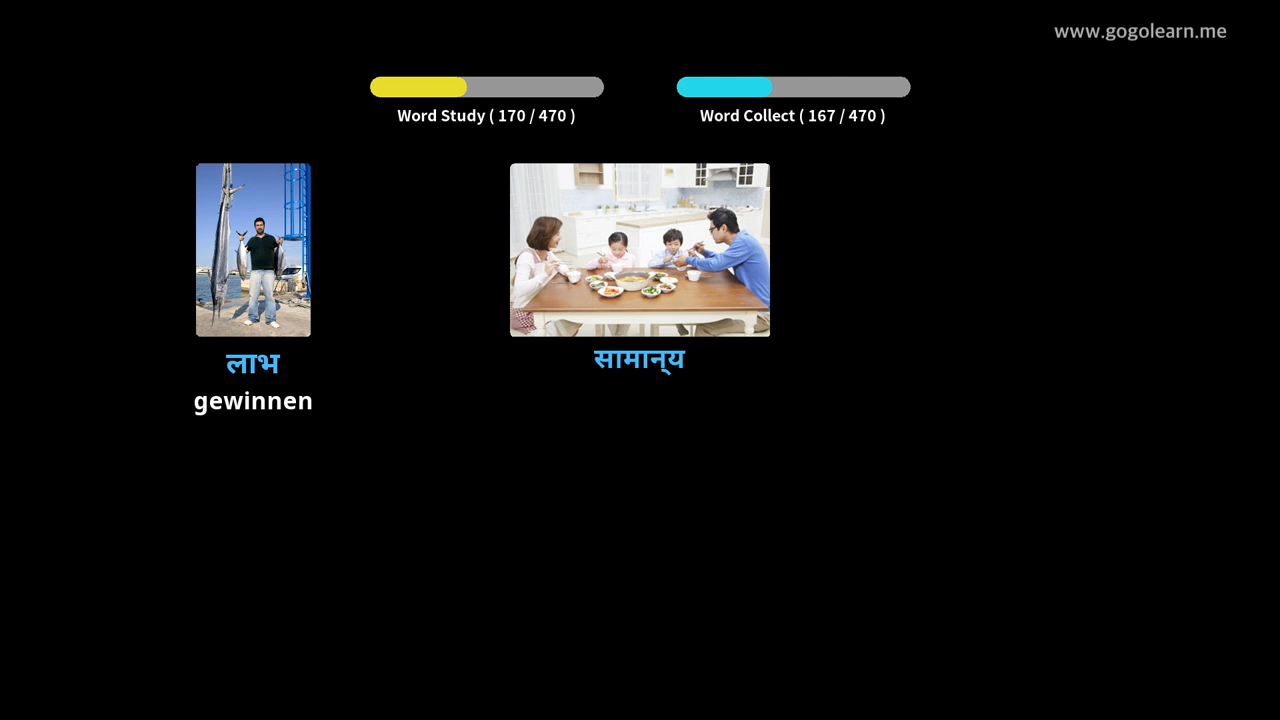 www.gogolearn.me
Word Study ( 170 / 470 )
Word Collect ( 167 / 470 )
लाभ
gewinnen
सामान्‍य